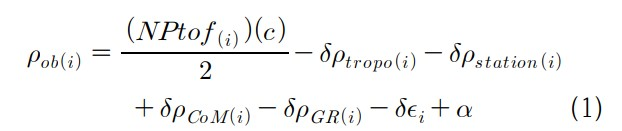 ρ_{ob(i)} = \frac{(NPtof_{(i)})(c)}{2} − δρ_{tropo(i)} − δρ_{station(i)}
+ δρ_{CoM(i)} − δρ_{GR(i)} − δϵ_i + α (1)